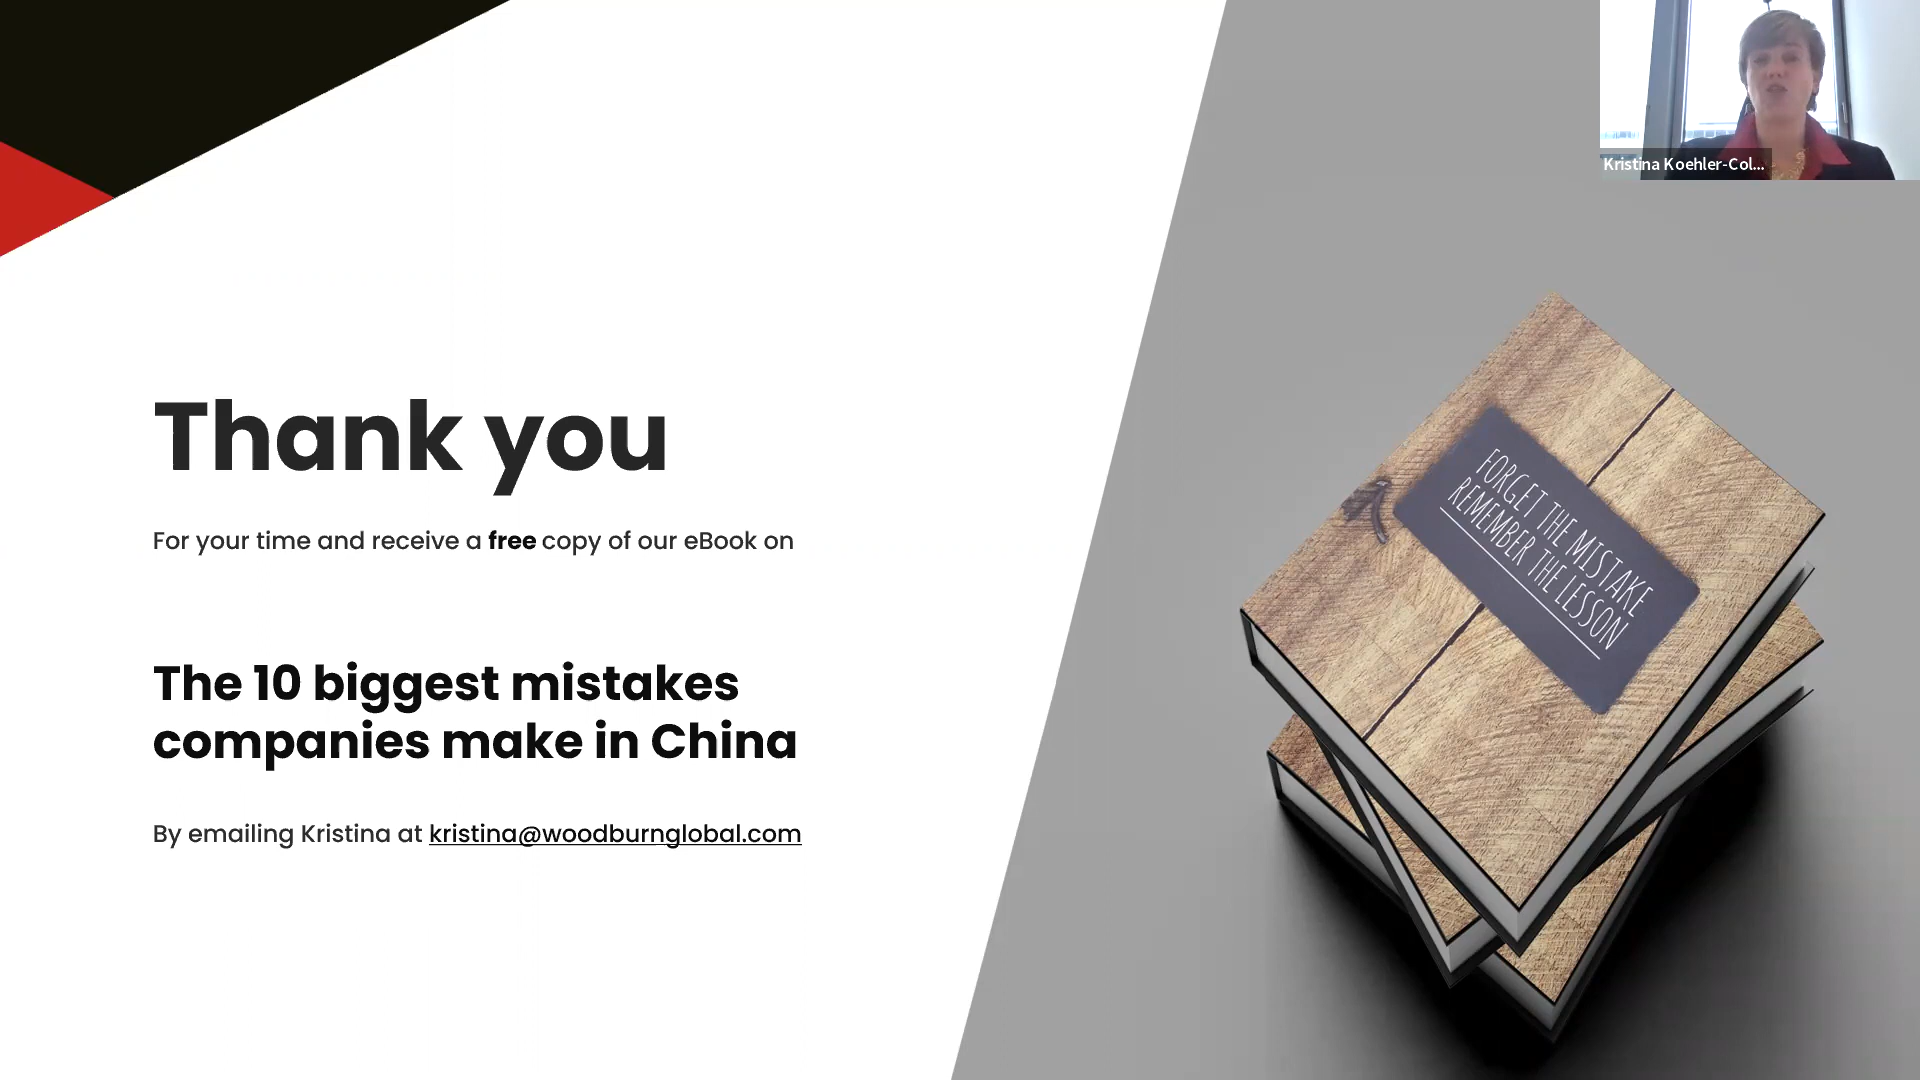 Kristina Koehler-Col...
Thank you
For your time and receive a free copy of our eBook on
The 10 biggest mistakes
companies make in China
By emailing Kristina at kristina@woodburnglobal.com
FORGET THE MISTAKE
REMEMBER THE LESSON